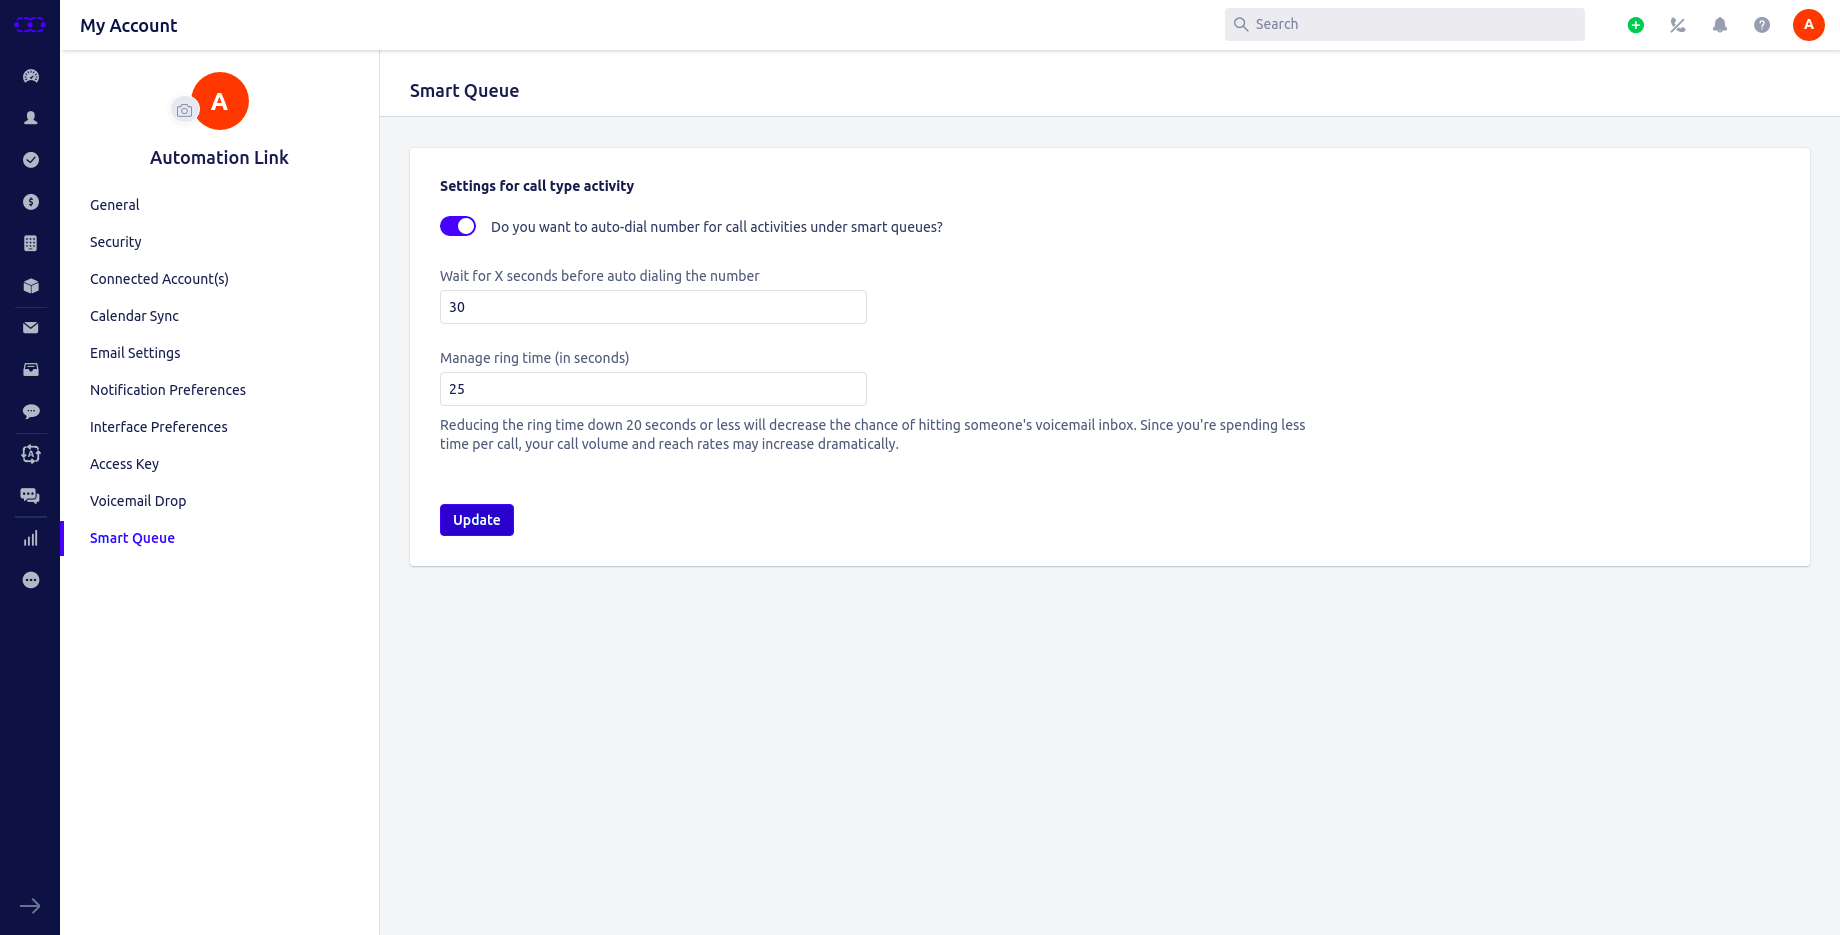 My Account
Search
A
A
Automation Link
General
Security
Connected Account(s)
Calendar Sync
Email Settings
Notification Preferences
Interface Preferences
Access Key
Voicemail Drop
Smart Queue
Smart Queue
Settings for call type activity
Do you want to auto-dial number for call activities under smart queues?
Wait for X seconds before auto dialing the number
30
Manage ring time (in seconds)
25
Reducing the ring time down 20 seconds or less will decrease the chance of hitting someone's voicemail inbox. Since you're spending less
time per call, your call volume and reach rates may increase dramatically.
Update